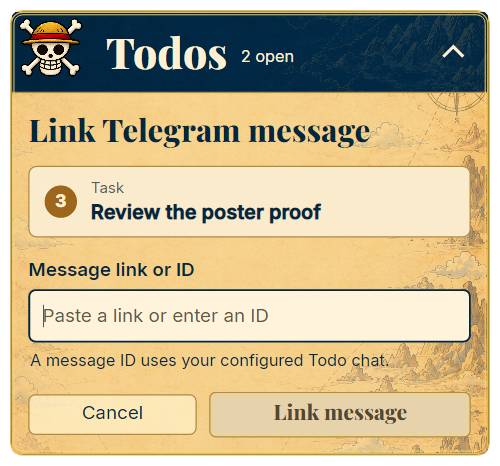 Todos 2 open
Link Telegram message
3
Task
Review the poster proof
Message link or ID
Paste a link or enter an ID
A message ID uses your configured Todo chat.
Cancel Link message